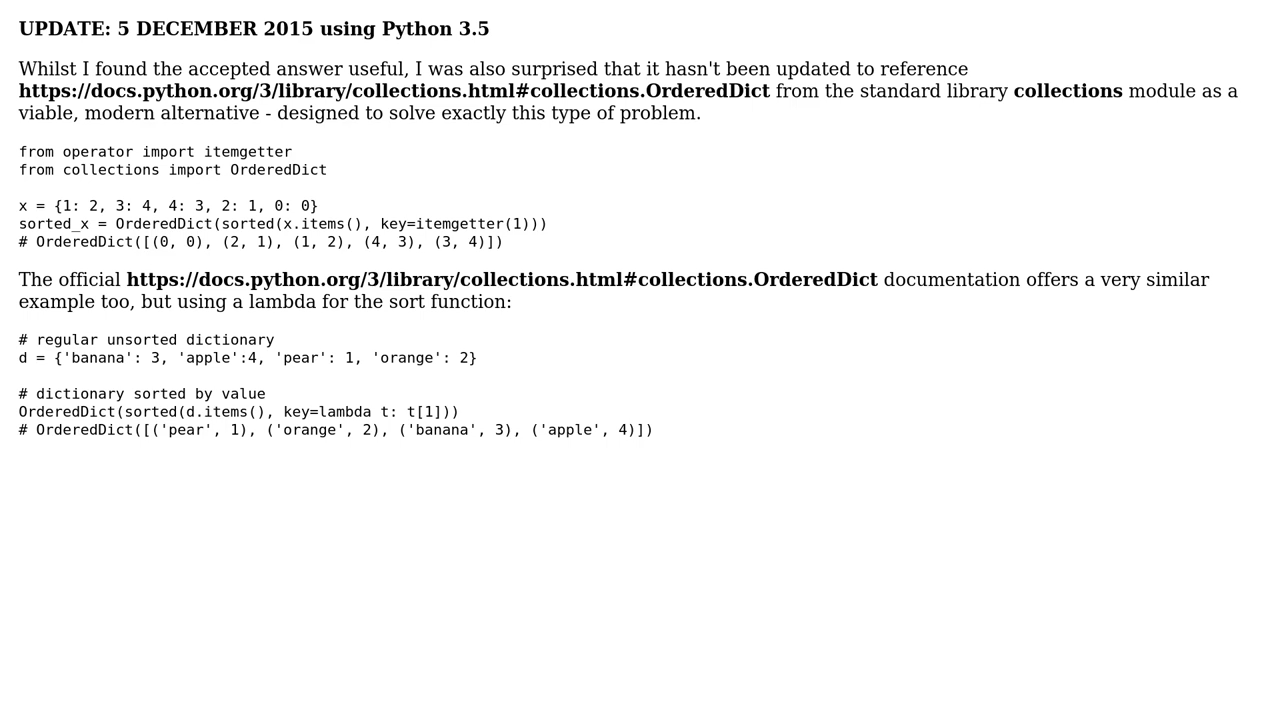 UPDATE: 5 DECEMBER 2015 using Python 3.5
Whilst I found the accepted answer useful, I was also surprised that it hasn't been updated to reference
https://docs.python.org/3/library/collections.html#collections.OrderedDict from the standard library collections module as a
viable, modern alternative - designed to solve exactly this type of problem.
from operator import itemgetter
from collections import OrderedDict
x = {1: 2, 3: 4, 4: 3, 2: 1, 0: 0}
sorted_x = OrderedDict(sorted(x.items(), key=itemgetter(1)))
# OrderedDict([(0, 0), (2, 1), (1, 2), (4, 3), (3, 4)])
The official https://docs.python.org/3/library/collections.html#collections.OrderedDict documentation offers a very similar
example too, but using a lambda for the sort function:
# regular unsorted dictionary
d = {'banana': 3, 'apple':4, 'pear': 1, 'orange': 2}
# dictionary sorted by value
OrderedDict(sorted(d.items(), key=lambda t: t[1]))
# OrderedDict([('pear', 1), ('orange', 2), ('banana', 3), ('apple', 4)])